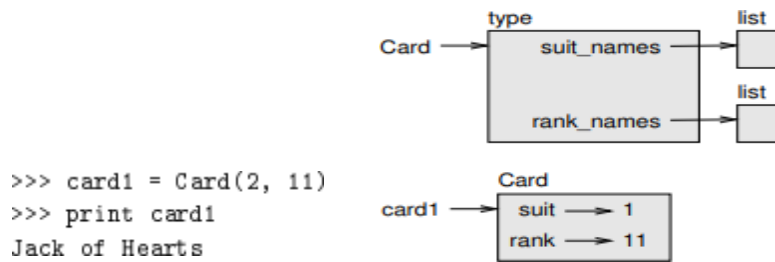 type
list
Card
suit_names
list
rank_names
>>> card1 = Card(2, 11)
>>> print card1
Jack of Hearts
Card
card1
suit
1
rank
11